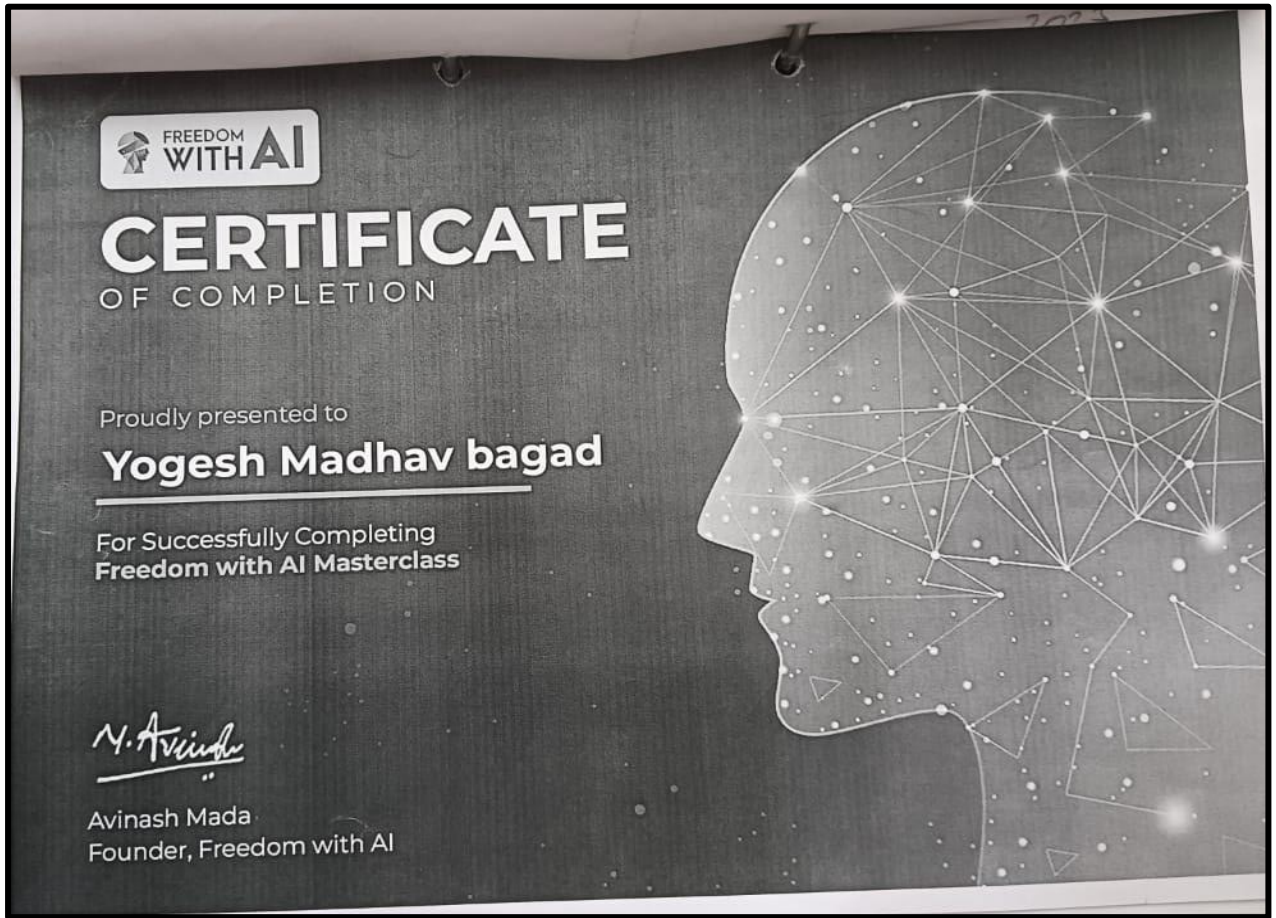 FREEDOM
WITH AI
CERTIFICATE
OF COMPLETION
Proudly presented to
Yogesh Madhav bagad
For Successfully Completing
Freedom with AI Masterclass
Avinash Mada
Founder, Freedom with AI